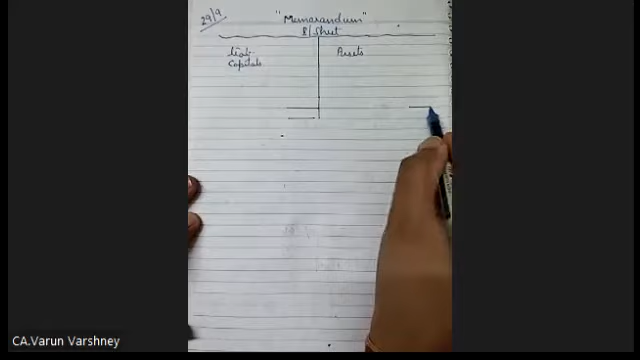 29/9
"Memorandum"
B/Sheet
Liab.
Assets
Capitals
CA.Varun Varshney